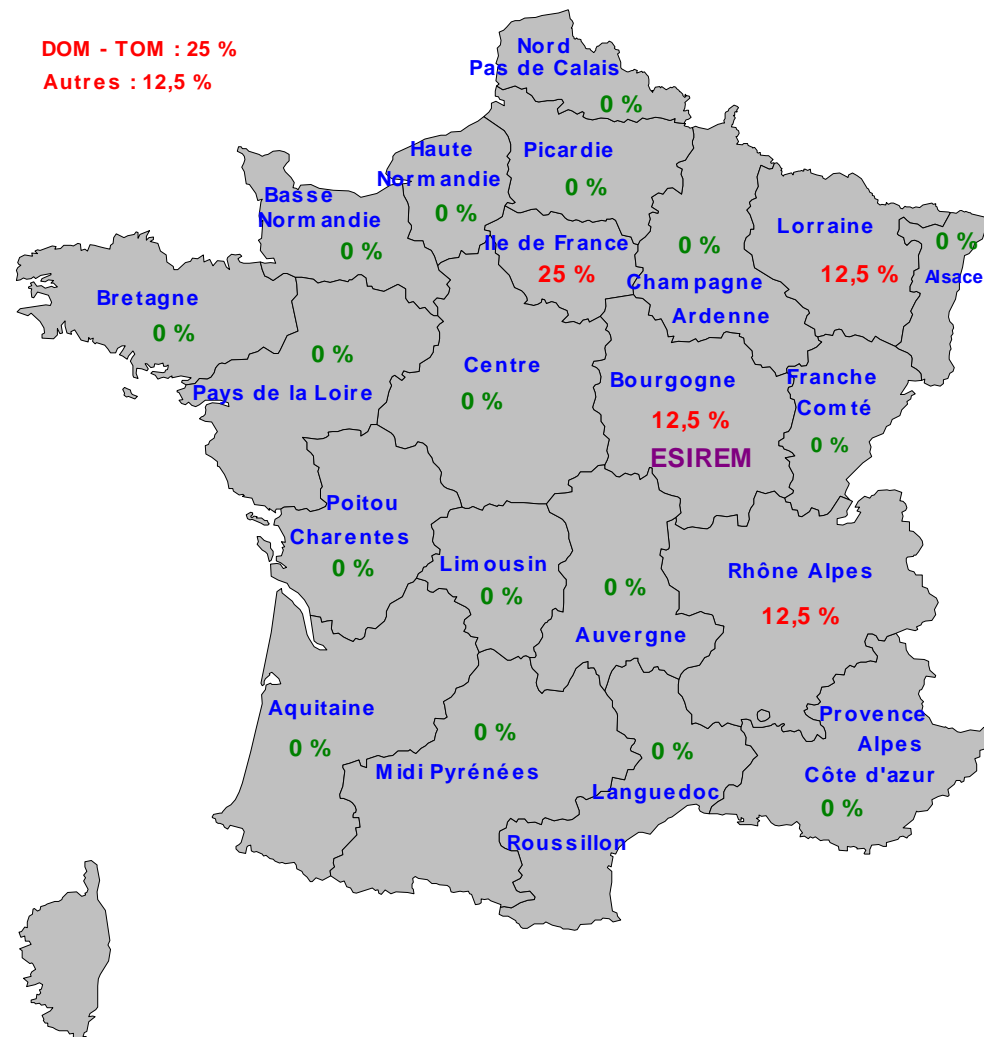 DOM - TOM : 25 %
Autres : 12,5 %
Nord
Pas de Calais
0 %
Haute
Normandie
0 %
Picardie
0 %
Basse
Normandie
0 %
Ile de France
25 %
0 %
Champagne
Ardenne
Lorraine
12,5 %
0 %
Alsace
Bretagne
0 %
0 %
Pays de la Loire
Centre
0 %
Bourgogne
12,5 %
ESIREM
Franche
Comté
0 %
Poitou
Charentes
0 %
Limousin
0 %
0 %
Auvergne
Rhône Alpes
12,5 %
Aquitaine
0 %
0 %
Midi Pyrénées
0 %
Languedoc
Roussillon
Provence
Alpes
Côte d'azur
0 %